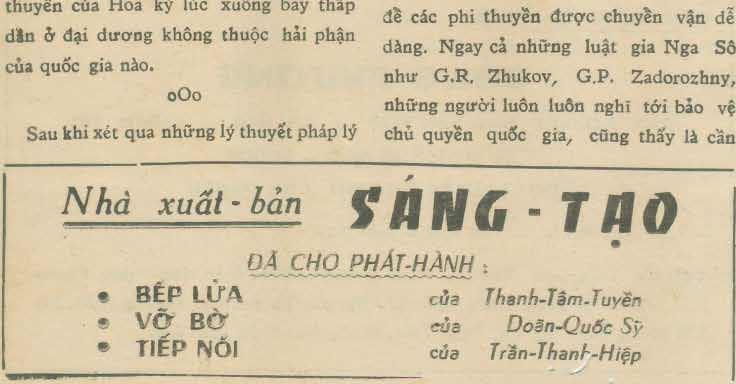 thuyền của Hoa kỳ lúc xuống bay thấp
dần ở đại dương không thuộc hải phận
của quốc gia nào.
oOo
Sau khi xét qua những lý thuyết pháp lý
đề các phi thuyền được chuyền vận dễ
dàng. Ngay cả những luật gia Nga Sô
như G.R. Zhukov, G.P. Zadorozhny,
những người luôn luôn nghĩ tới bảo vệ
chủ quyền quốc gia, cũng thấy là cần
Nhà xuất-bản SÁNG-TẠO
ĐÃ CHO PHÁT-HÀNH :
• BẾP LỬA của Thanh-Tâm-Tuyền
• VỠ BỜ của Doãn-Quốc Sỹ
• TIẾP NỐI của Trần-Thanh-Hiệp